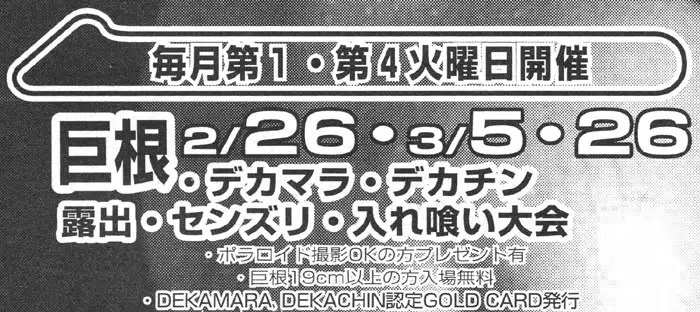 毎月第1・第4火曜日開催
巨根 2/26・3/5・26
・デカマラ・デカチン
露出・センズリ・入れ喰い大会
・ポラロイド撮影OKの方プレゼント有
・巨根19cm以上の方入場無料
・DEKAMARA、DEKACHIN認定GOLD CARD発行